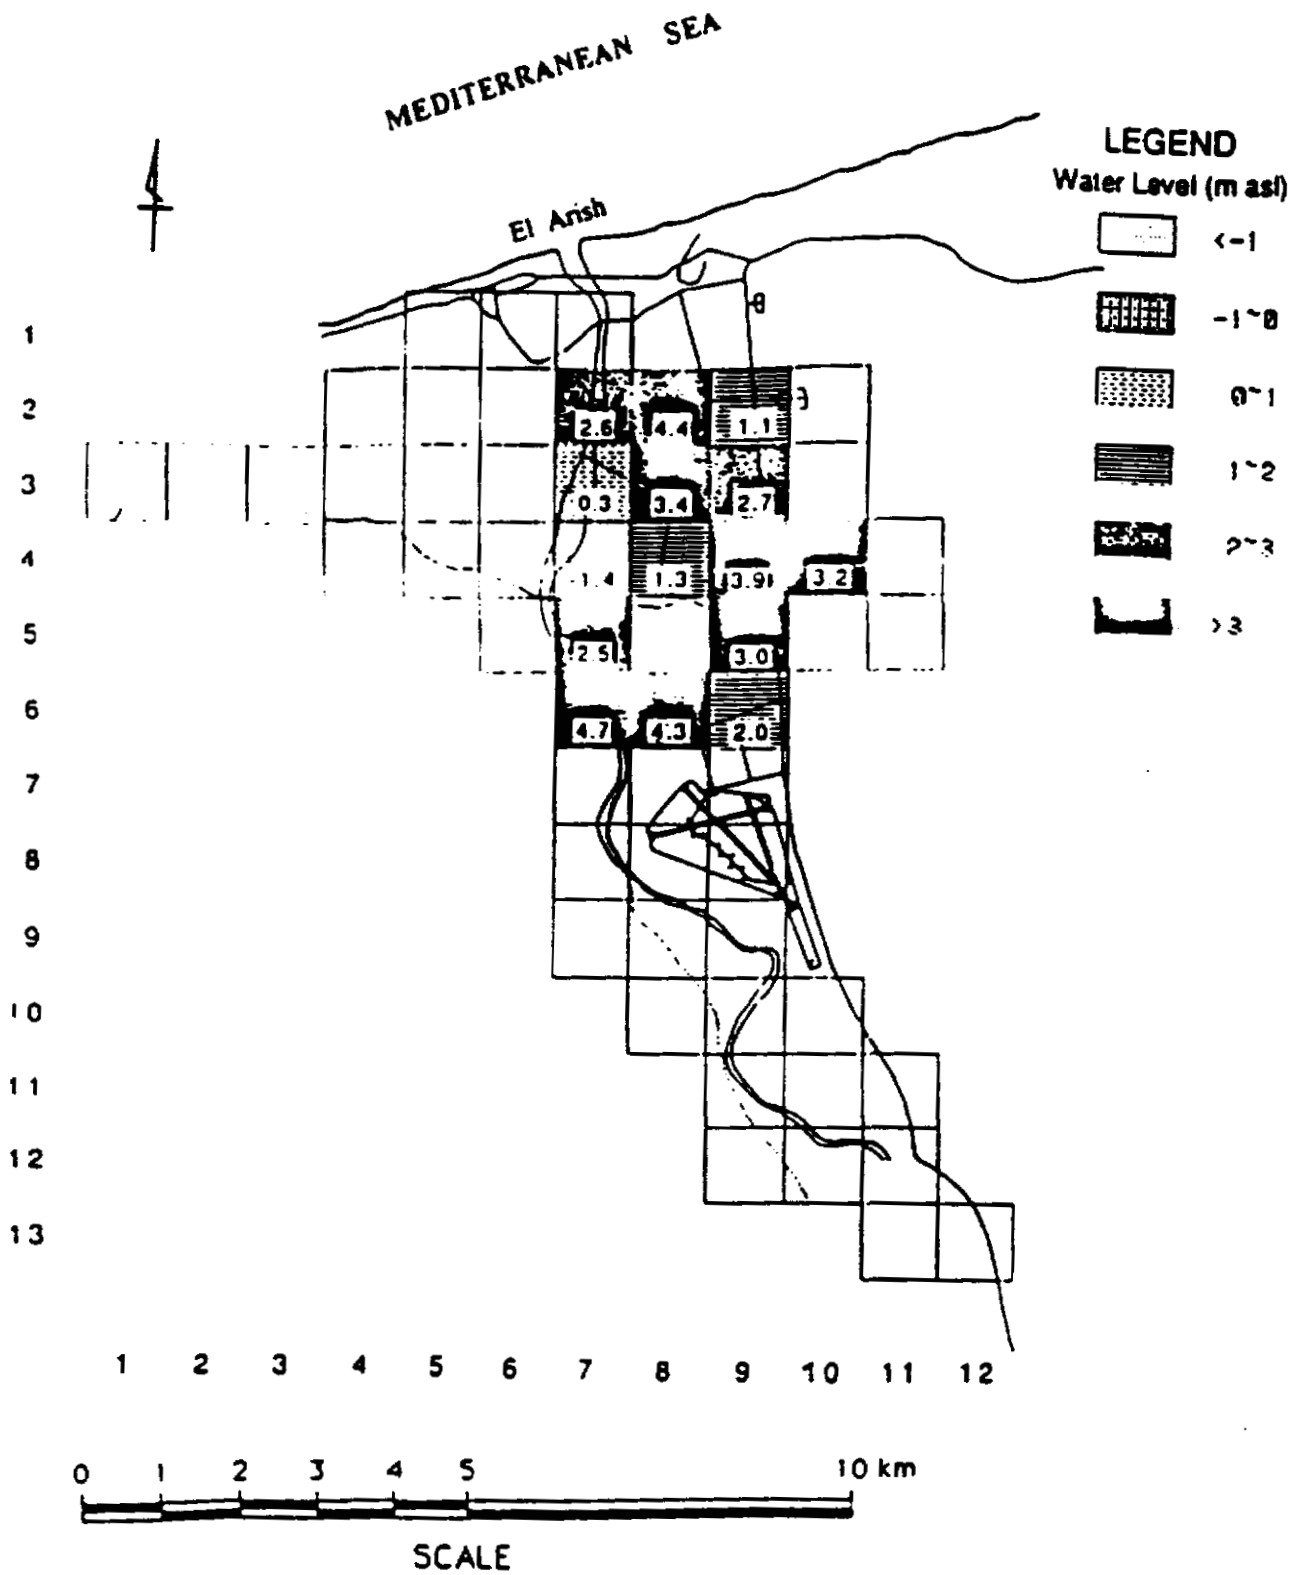 MEDITERRANEAN SEA
El Arish
LEGEND
Water Level (m asl)
<-1
-1~0
0~1
1~2
2~3
>3
1
2
2.6 4.4 1.1
3
0.3 3.4 2.7
4
-1.4 1.3 3.9 3.2
5
2.5 3.0
6
4.7 4.3 2.0
7
8
9
10
11
12
13
1 2 3 4 5 6 7 8 9 10 11 12
0 1 2 3 4 5 10 km
SCALE